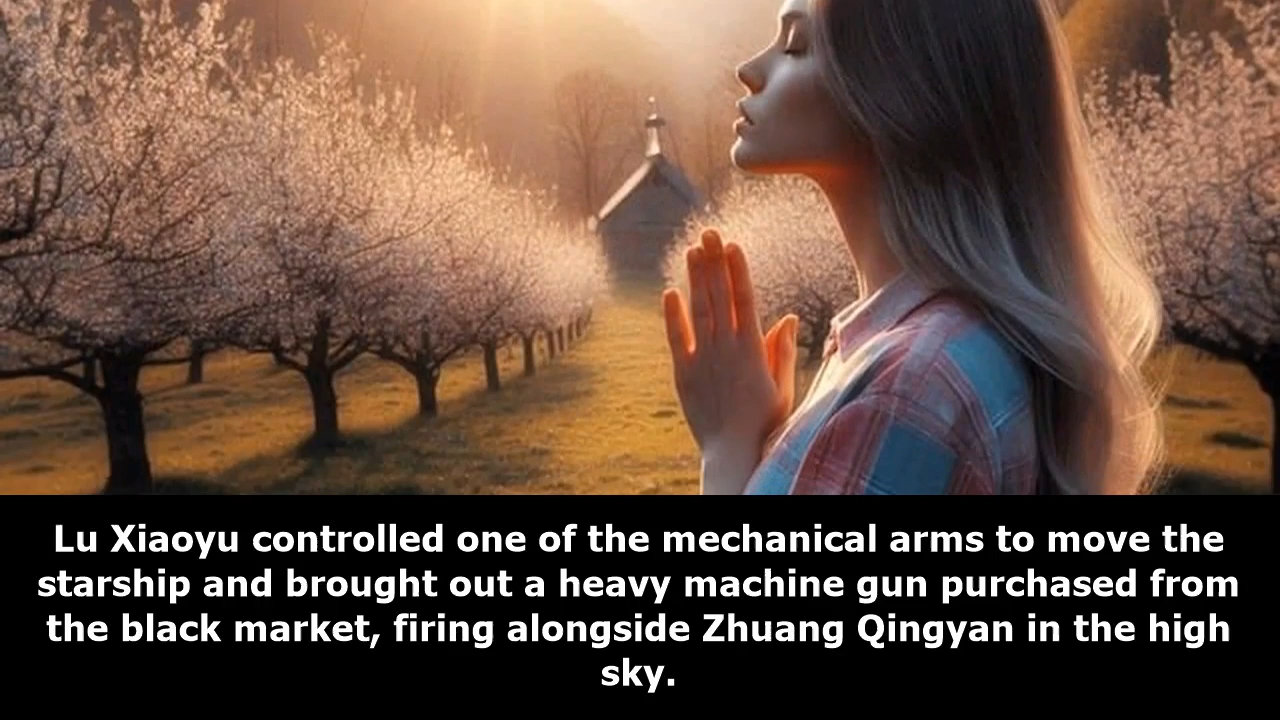 Lu Xiaoyu controlled one of the mechanical arms to move the
starship and brought out a heavy machine gun purchased from
the black market, firing alongside Zhuang Qingyan in the high
sky.